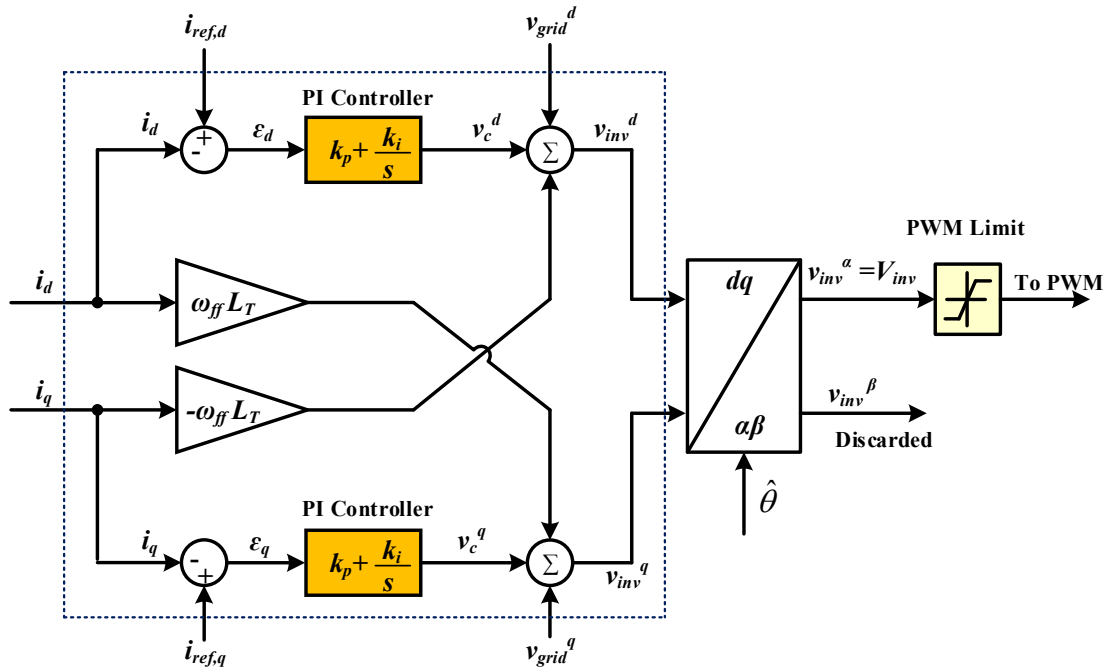 i_ref,d
v_grid^d
PI Controller
i_d
+
-
ε_d
k_p + k_i/s
v_c^d
Σ
v_inv^d
PWM Limit
i_d
ω_ff L_T
dq
v_inv^α = V_inv
To PWM
i_q
-ω_ff L_T
αβ
v_inv^β
Discarded
θ̂
PI Controller
i_q
-
+
ε_q
k_p + k_i/s
v_c^q
Σ
v_inv^q
i_ref,q
v_grid^q